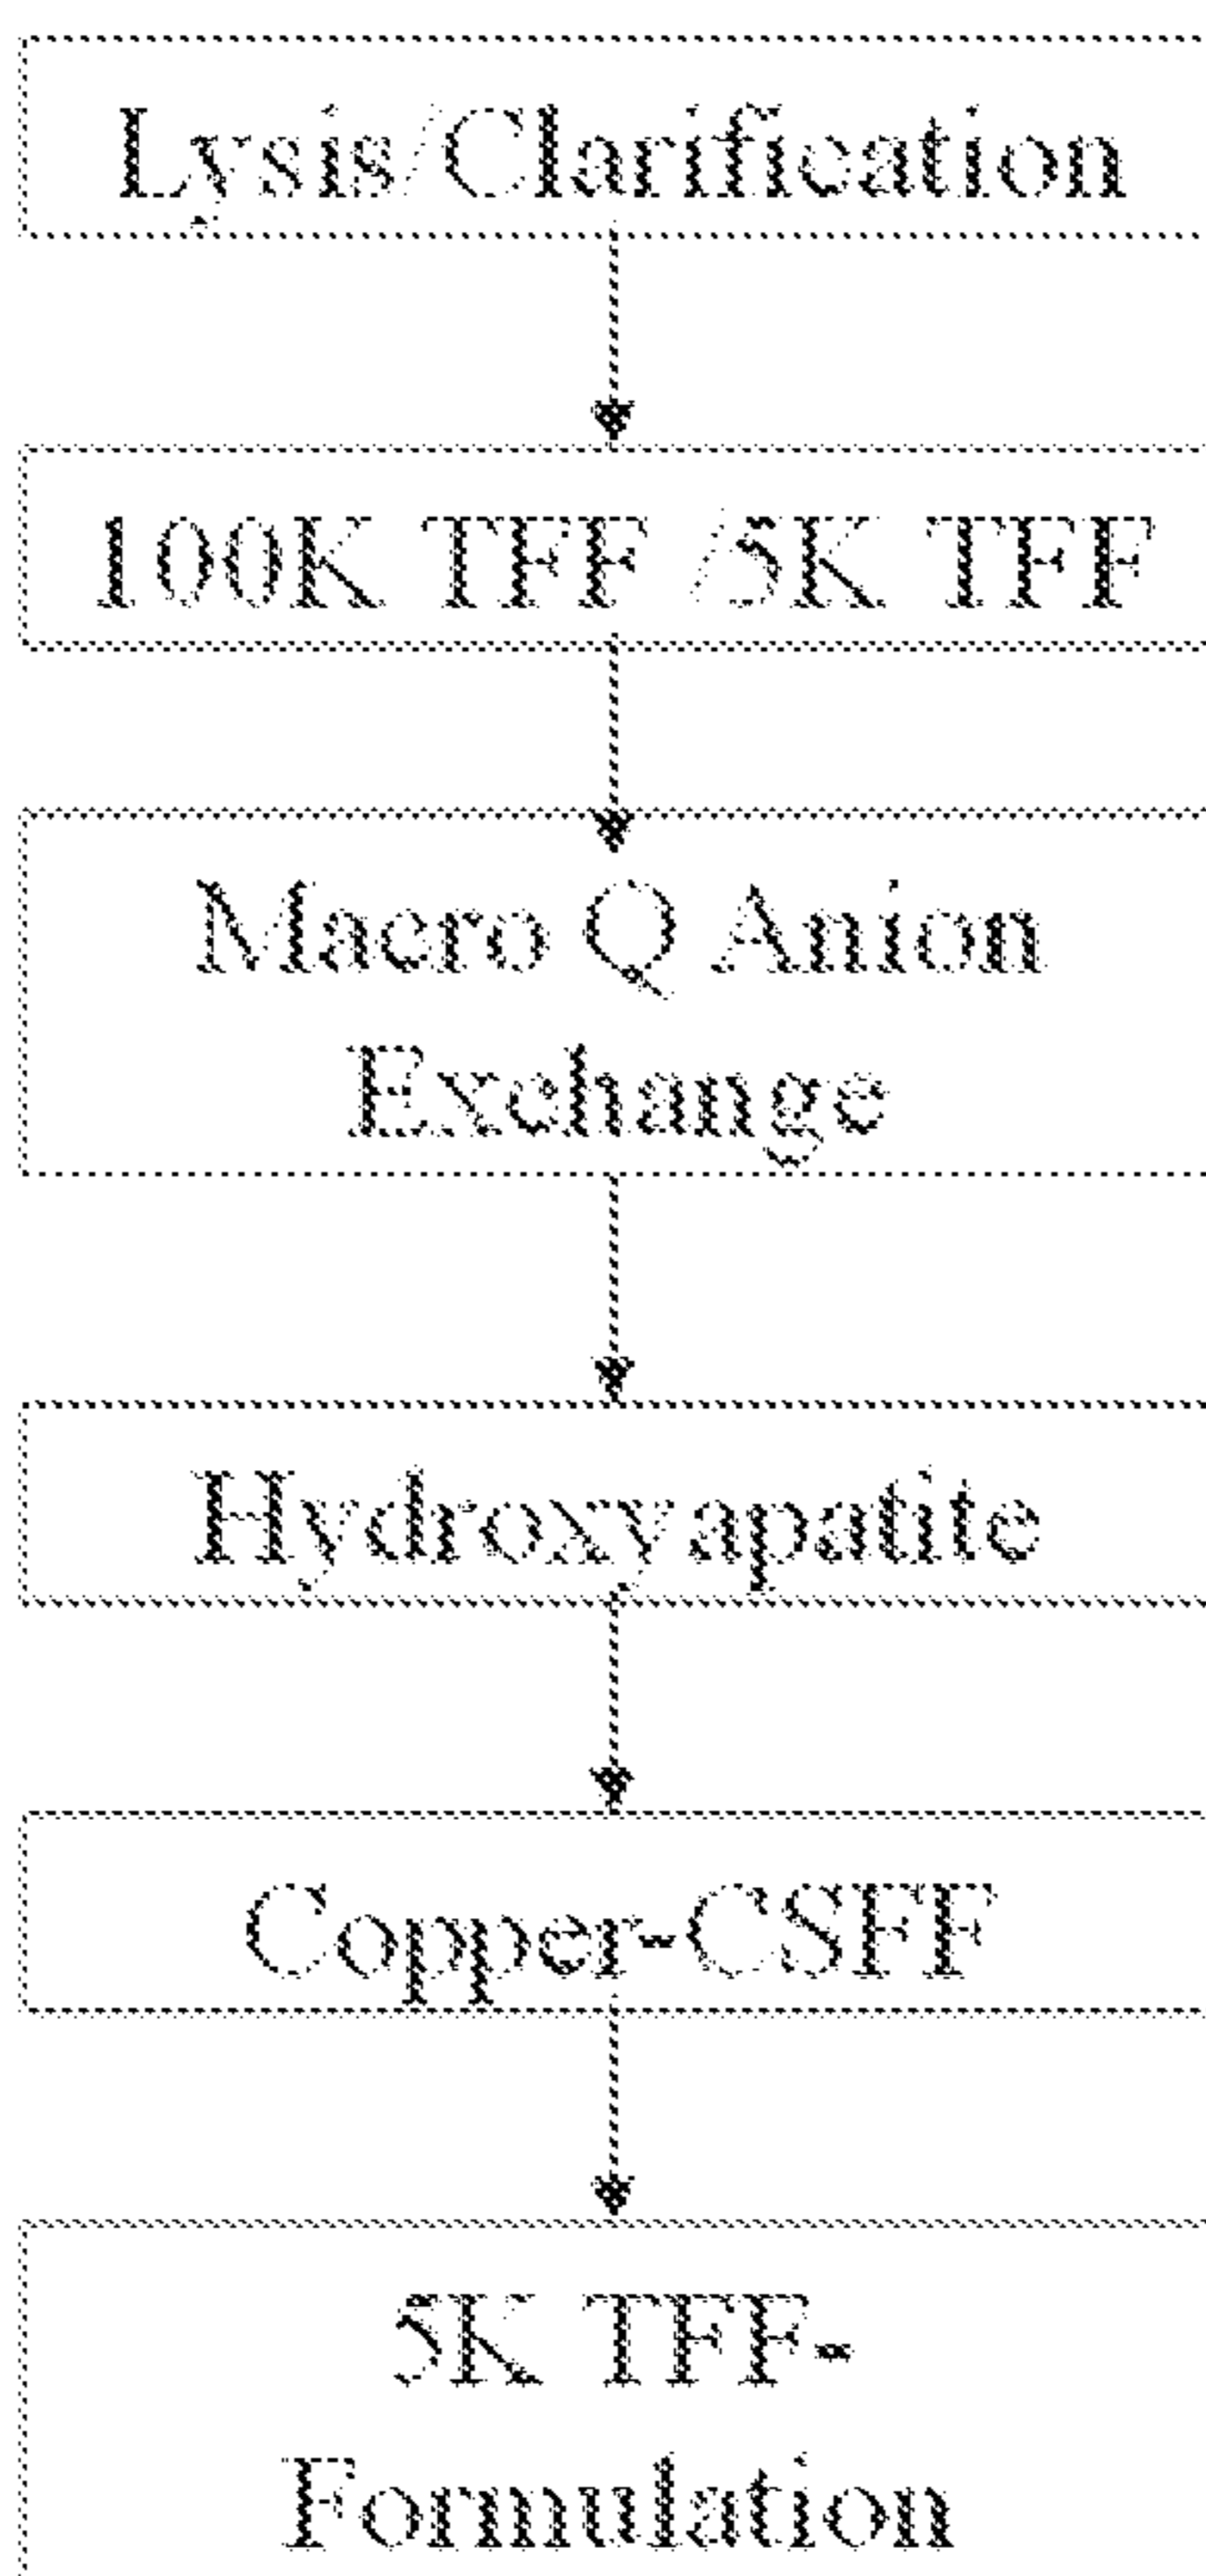 Lysis/Clarification
100K TFF /5K TFF
Macro Q Anion
Exchange
Hydroxyapatite
Copper-CSFF
5K TFF-
Formulation